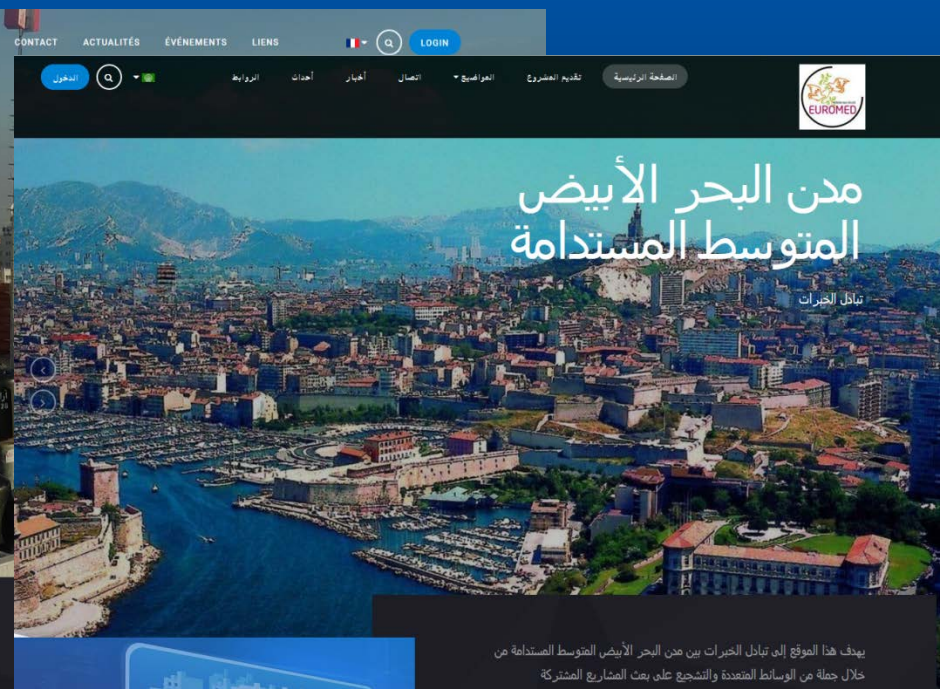 CONTACT ACTUALITÉS ÉVÉNEMENTS LIENS LOGIN
الصفحة الرئيسية تقديم المشروع المواضيع اتصال أخبار أحداث الروابط الدخول
EUROMED
مدن البحر الأبيض
المتوسط المستدامة
تبادل الخبرات
يهدف هذا الموقع إلى تبادل الخبرات بين مدن البحر الأبيض المتوسط المستدامة من
خلال جملة من الوسائط المتعددة والتشجيع على بعث المشاريع المشتركة